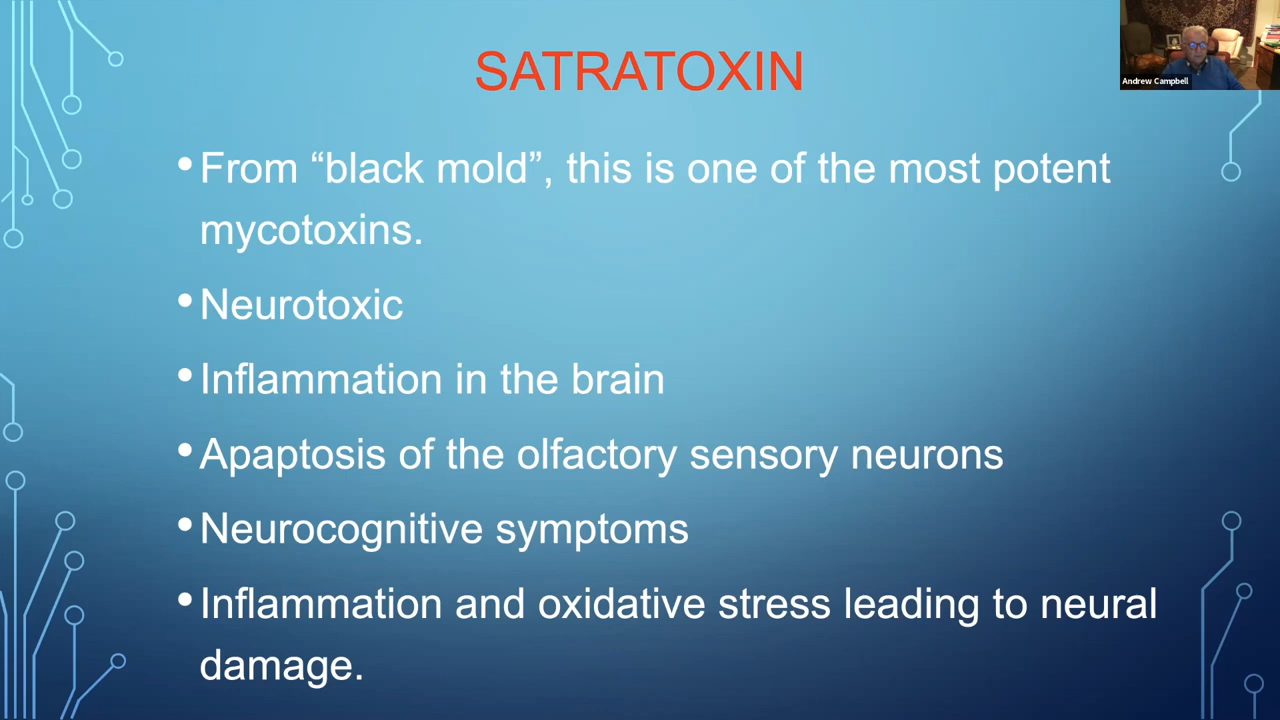 SATRATOXIN
Andrew Campbell
•From “black mold”, this is one of the most potent
mycotoxins.
•Neurotoxic
•Inflammation in the brain
•Apaptosis of the olfactory sensory neurons
•Neurocognitive symptoms
•Inflammation and oxidative stress leading to neural
damage.